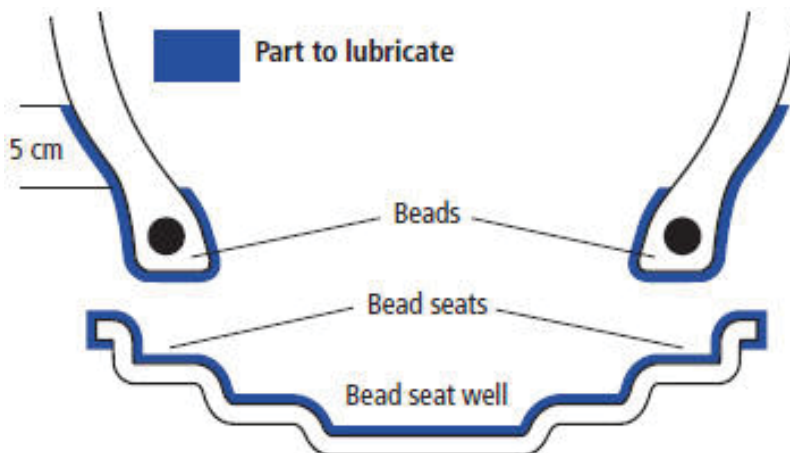 Part to lubricate
5 cm
Beads
Bead seats
Bead seat well